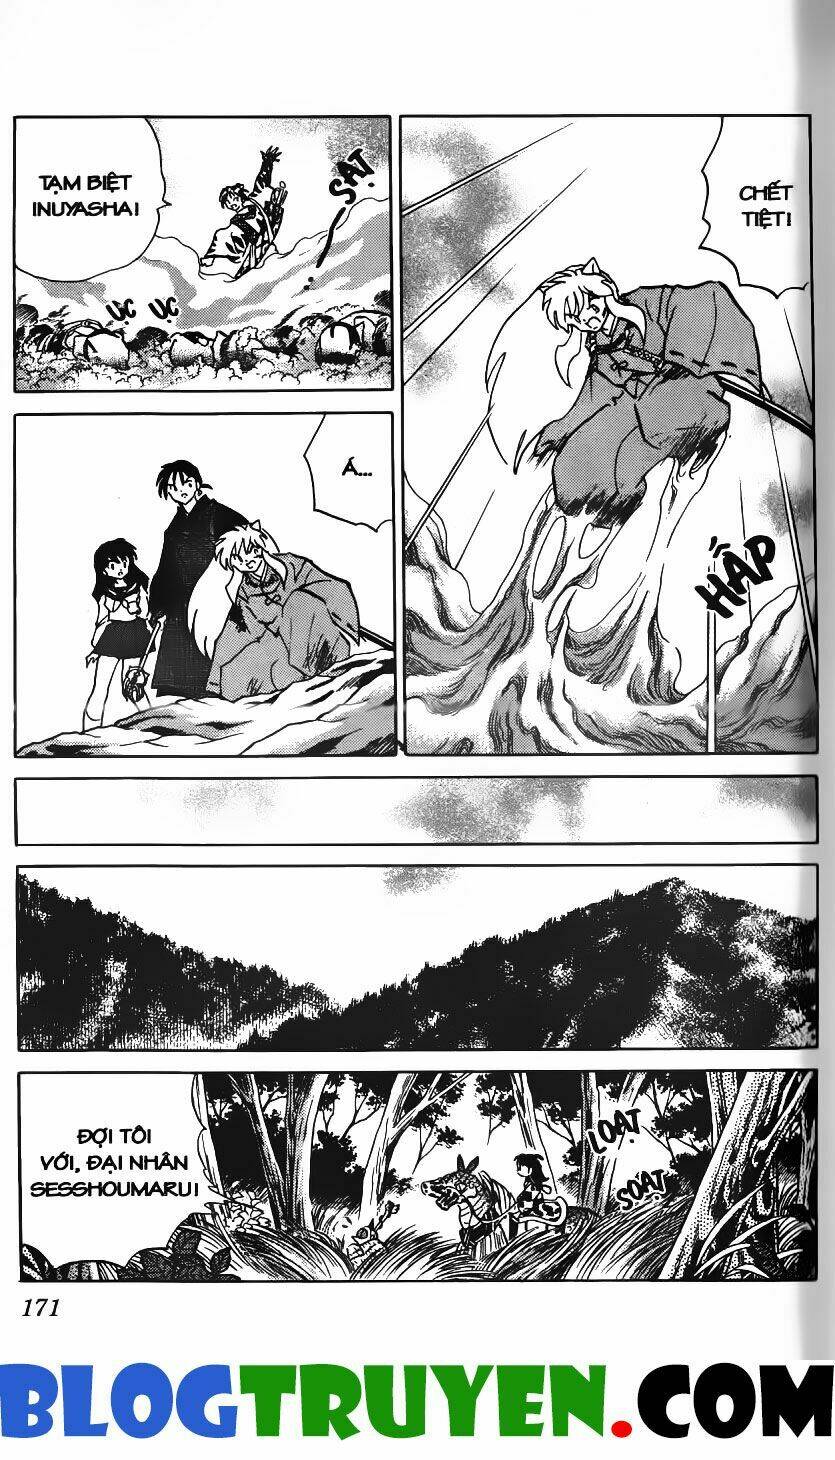 CHẾT
TIỆT!
HẤP
TẠM BIỆT
INUYASHA!
SẠT
ỤC ỤC
Á...
ĐỢI TÔI
VỚI, ĐẠI NHÂN
SESSHOUMARU!
LOẠT
SOẠT
171
BLOGTRUYEN.COM